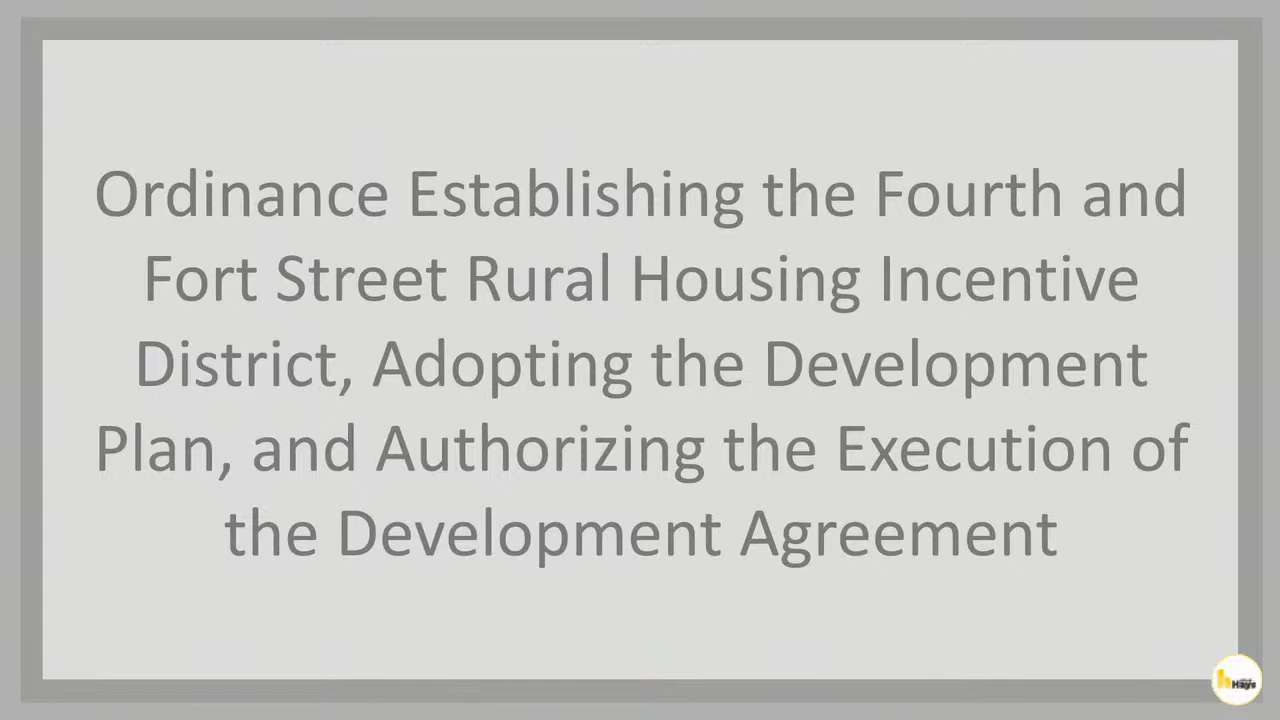 Ordinance Establishing the Fourth and
Fort Street Rural Housing Incentive
District, Adopting the Development
Plan, and Authorizing the Execution of
the Development Agreement
Hays